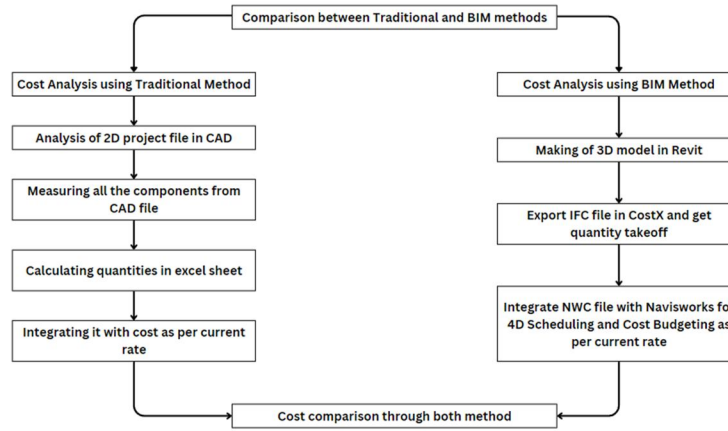 Comparison between Traditional and BIM methods
Cost Analysis using Traditional Method
Analysis of 2D project file in CAD
Measuring all the components from
CAD file
Calculating quantities in excel sheet
Integrating it with cost as per current
rate
Cost Analysis using BIM Method
Making of 3D model in Revit
Export IFC file in CostX and get
quantity takeoff
Integrate NWC file with Navisworks fo
4D Scheduling and Cost Budgeting as
per current rate
Cost comparison through both method